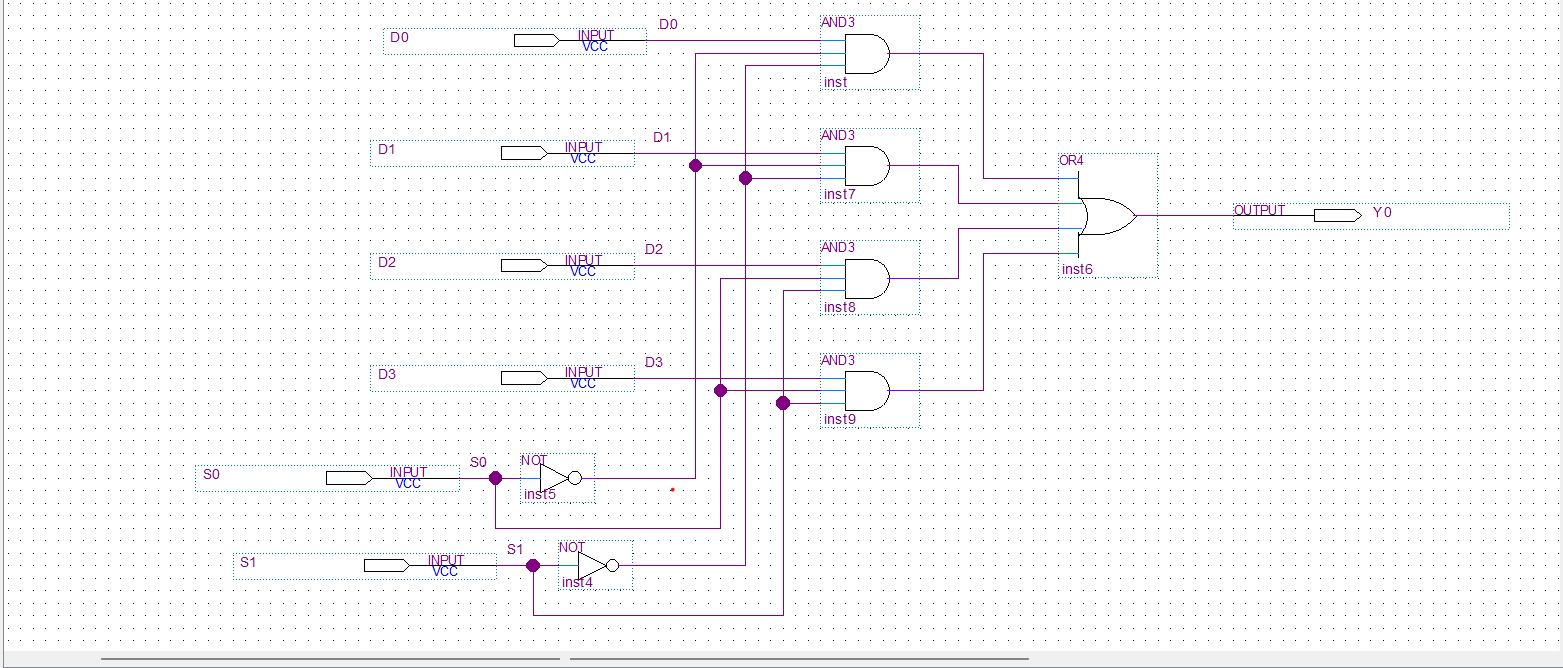 D0
INPUT
VCC
D0
AND3
inst
D1
INPUT
VCC
D1
AND3
inst7
OR4
inst6
OUTPUT
Y0
D2
INPUT
VCC
D2
AND3
inst8
D3
INPUT
VCC
D3
AND3
inst9
S0
INPUT
VCC
S0
NOT
inst5
S1
INPUT
VCC
S1
NOT
inst4